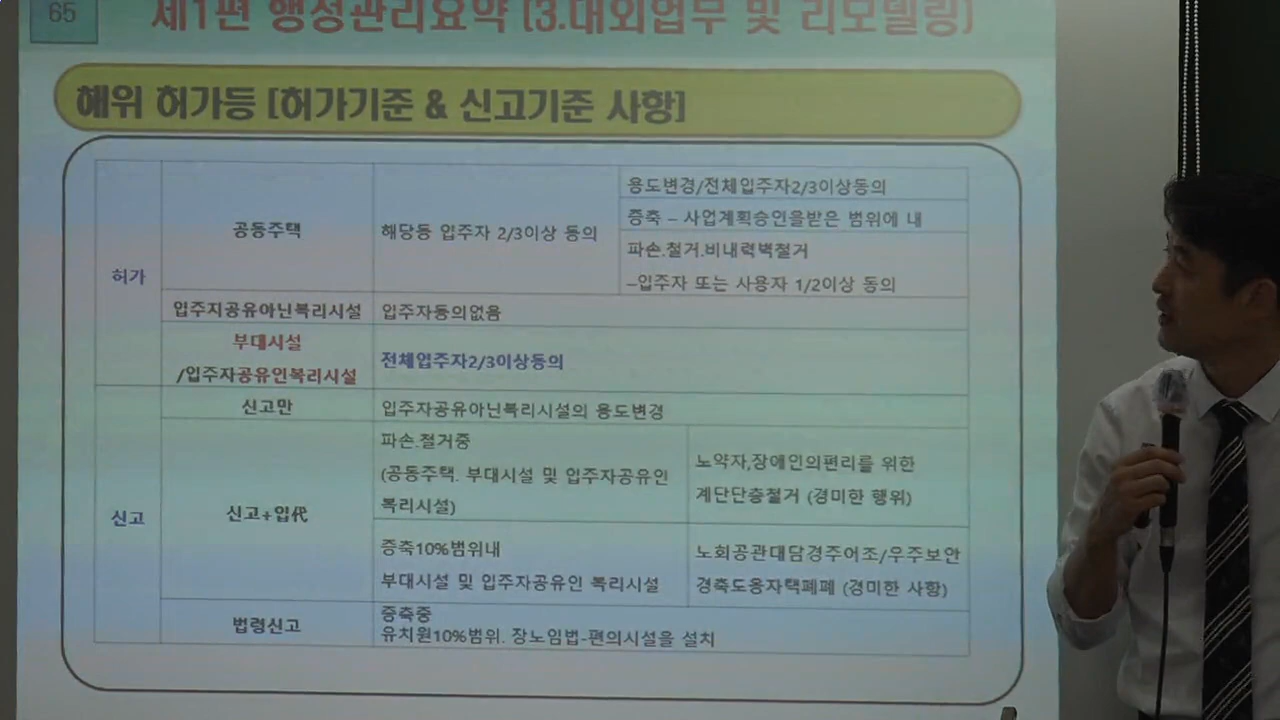 65
제1편 행정관리요약 [3.대외업무 및 리모델링]
해위 허가등 [허가기준 & 신고기준 사항]
허가
공동주택
해당동 입주자 2/3이상 동의
용도변경/전체입주자2/3이상동의
증축 – 사업계획승인을받은 범위에 내
파손.철거.비내력벽철거
–입주자 또는 사용자 1/2이상 동의
입주지공유아닌복리시설
입주자동의없음
부대시설
/입주자공유인복리시설
전체입주자2/3이상동의
신고
신고만
입주자공유아닌복리시설의 용도변경
신고+입代
파손.철거중
(공동주택. 부대시설 및 입주자공유인
복리시설)
노약자,장애인의편리를 위한
계단단층철거 (경미한 행위)
증축10%범위내
부대시설 및 입주자공유인 복리시설
노회공관대담경주어조/우주보안
경축도옹자택폐폐 (경미한 사항)
법령신고
증축중
유치원10%범위. 장노임법-편의시설을 설치